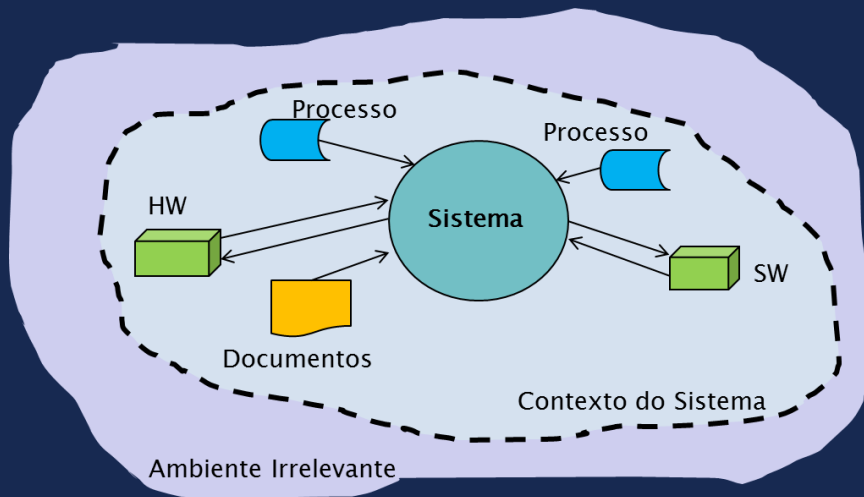 Processo
Processo
HW
Sistema
SW
Documentos
Contexto do Sistema
Ambiente Irrelevante